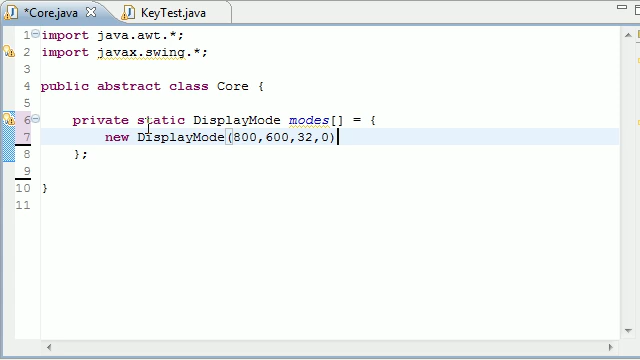 *Core.java KeyTest.java
1 import java.awt.*;
2 import javax.swing.*;
3
4 public abstract class Core {
5
6 private static DisplayMode modes[] = {
7 new DisplayMode(800,600,32,0)
8 };
9
10 }
11